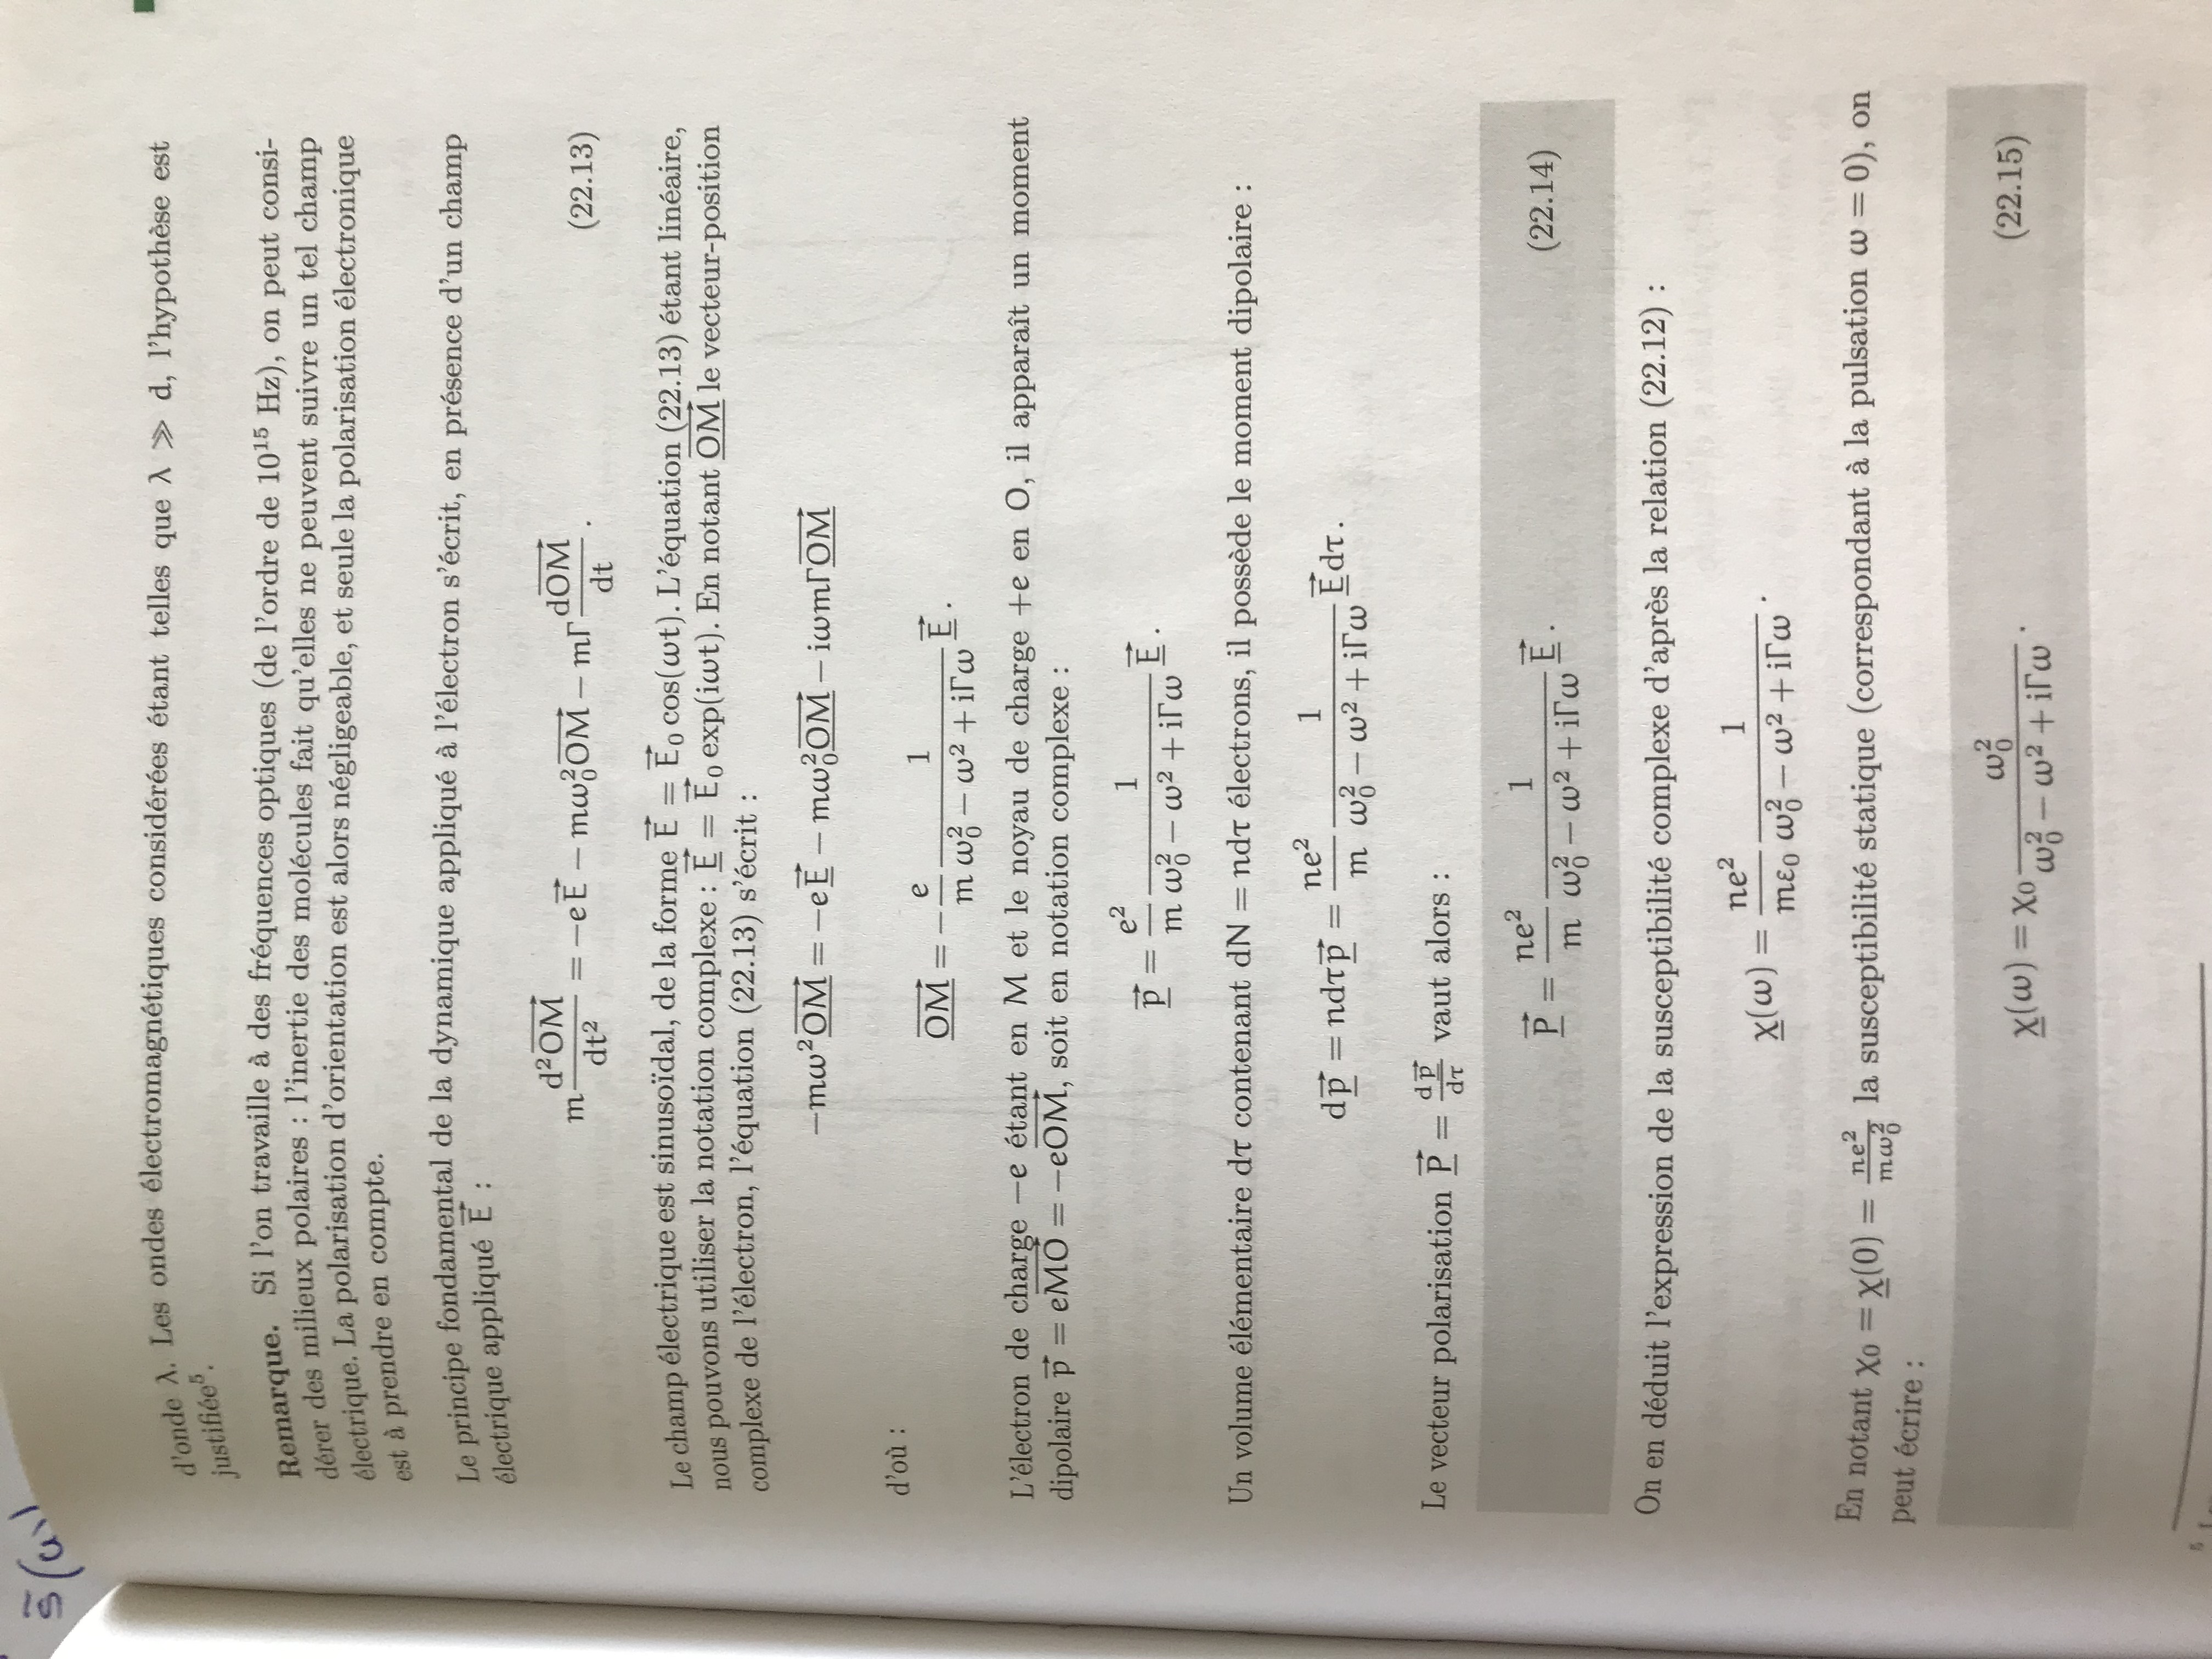 s̄(ω)
d'onde λ. Les ondes électromagnétiques considérées étant telles que λ ≫ d, l'hypothèse est
justifiée⁵.
Remarque. Si l'on travaille à des fréquences optiques (de l'ordre de 10¹⁵ Hz), on peut consi-
dérer des milieux polaires : l'inertie des molécules fait qu'elles ne peuvent suivre un tel champ
électrique. La polarisation d'orientation est alors négligeable, et seule la polarisation électronique
est à prendre en compte.
Le principe fondamental de la dynamique appliqué à l'électron s'écrit, en présence d'un champ
électrique appliqué $\vec{E}$ :
$m\frac{d^2\overrightarrow{OM}}{dt^2} = -e\vec{E} - m\omega_0^2\overrightarrow{OM} - m\Gamma\frac{d\overrightarrow{OM}}{dt}.$ (22.13)
Le champ électrique est sinusoïdal, de la forme $\vec{E} = \vec{E}_0\cos(\omega t)$. L'équation (22.13) étant linéaire,
nous pouvons utiliser la notation complexe : $\underline{\vec{E}} = \vec{E}_0\exp(i\omega t)$. En notant $\underline{\overrightarrow{OM}}$ le vecteur-position
complexe de l'électron, l'équation (22.13) s'écrit :
$-m\omega^2\underline{\overrightarrow{OM}} = -e\underline{\vec{E}} - m\omega_0^2\underline{\overrightarrow{OM}} - i\omega m\Gamma\underline{\overrightarrow{OM}}$
d'où :
$\underline{\overrightarrow{OM}} = -\frac{e}{m}\frac{1}{\omega_0^2 - \omega^2 + i\Gamma\omega}\underline{\vec{E}}.$
L'électron de charge −e étant en M et le noyau de charge +e en O, il apparaît un moment
dipolaire $\vec{p} = e\overrightarrow{MO} = -e\overrightarrow{OM}$, soit en notation complexe :
$\underline{\vec{p}} = \frac{e^2}{m}\frac{1}{\omega_0^2 - \omega^2 + i\Gamma\omega}\underline{\vec{E}}.$
Un volume élémentaire dτ contenant dN = ndτ électrons, il possède le moment dipolaire :
$d\underline{\vec{p}} = nd\tau\underline{\vec{p}} = \frac{ne^2}{m}\frac{1}{\omega_0^2 - \omega^2 + i\Gamma\omega}\underline{\vec{E}}d\tau.$
Le vecteur polarisation $\underline{\vec{P}} = \frac{d\underline{\vec{p}}}{d\tau}$ vaut alors :
$\underline{\vec{P}} = \frac{ne^2}{m}\frac{1}{\omega_0^2 - \omega^2 + i\Gamma\omega}\underline{\vec{E}}.$ (22.14)
On en déduit l'expression de la susceptibilité complexe d'après la relation (22.12) :
$\underline{\chi}(\omega) = \frac{ne^2}{m\varepsilon_0}\frac{1}{\omega_0^2 - \omega^2 + i\Gamma\omega}.$
En notant $\chi_0 = \underline{\chi}(0) = \frac{ne^2}{m\omega_0^2}$ la susceptibilité statique (correspondant à la pulsation ω = 0), on
peut écrire :
$\underline{\chi}(\omega) = \chi_0\frac{\omega_0^2}{\omega_0^2 - \omega^2 + i\Gamma\omega}.$ (22.15)
5